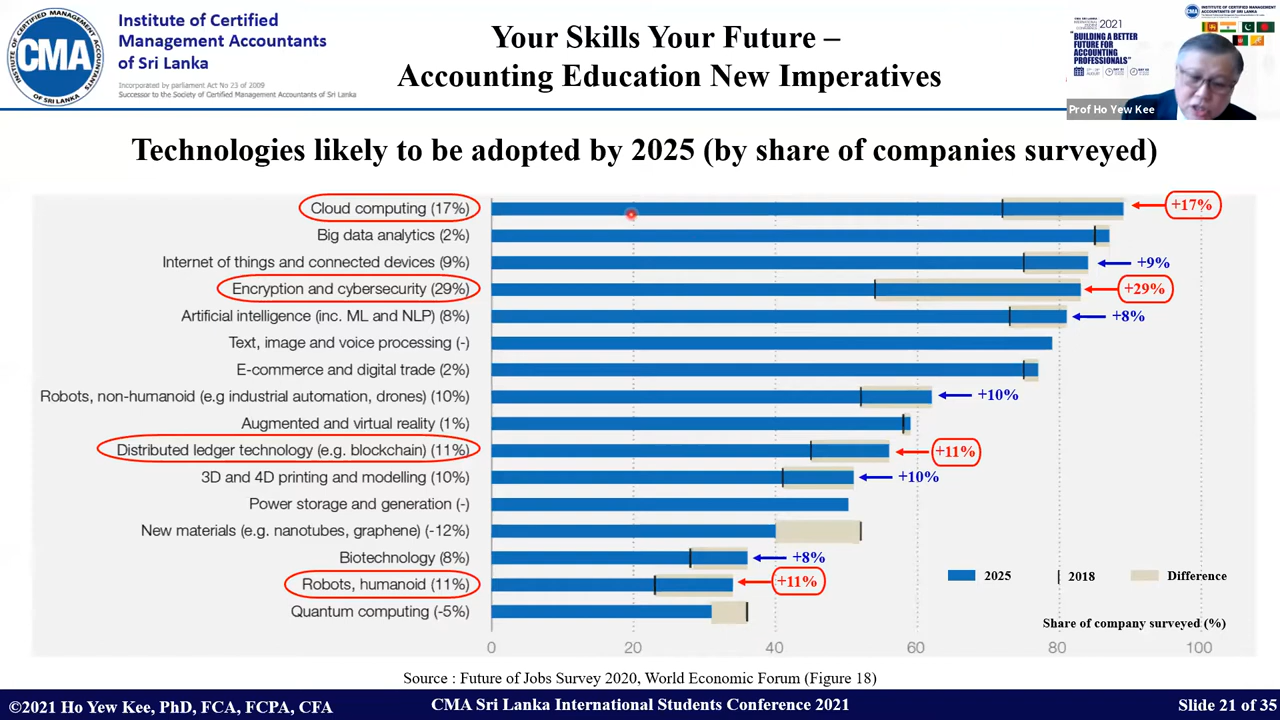 CMA
CERTIFIED MANAGEMENT ACCOUNTANTS
OF SRI LANKA
Institute of Certified
Management Accountants
of Sri Lanka
Incorporated by parliament Act No 23 of 2009
Successor to the Society of Certified Management Accountants of Sri Lanka
Your Skills Your Future –
Accounting Education New Imperatives
2021
"BUILDING A BETTER
FUTURE FOR
ACCOUNTING
PROFESSIONALS"
Prof Ho Yew Kee
Technologies likely to be adopted by 2025 (by share of companies surveyed)
Cloud computing (17%)
+17%
Big data analytics (2%)
Internet of things and connected devices (9%)
+9%
Encryption and cybersecurity (29%)
+29%
Artificial intelligence (inc. ML and NLP) (8%)
+8%
Text, image and voice processing (-)
E-commerce and digital trade (2%)
Robots, non-humanoid (e.g industrial automation, drones) (10%)
+10%
Augmented and virtual reality (1%)
Distributed ledger technology (e.g. blockchain) (11%)
+11%
3D and 4D printing and modelling (10%)
+10%
Power storage and generation (-)
New materials (e.g. nanotubes, graphene) (-12%)
Biotechnology (8%)
+8%
Robots, humanoid (11%)
+11%
Quantum computing (-5%)
2025 2018 Difference
Share of company surveyed (%)
0 20 40 60 80 100
Source : Future of Jobs Survey 2020, World Economic Forum (Figure 18)
©2021 Ho Yew Kee, PhD, FCA, FCPA, CFA
CMA Sri Lanka International Students Conference 2021
Slide 21 of 35